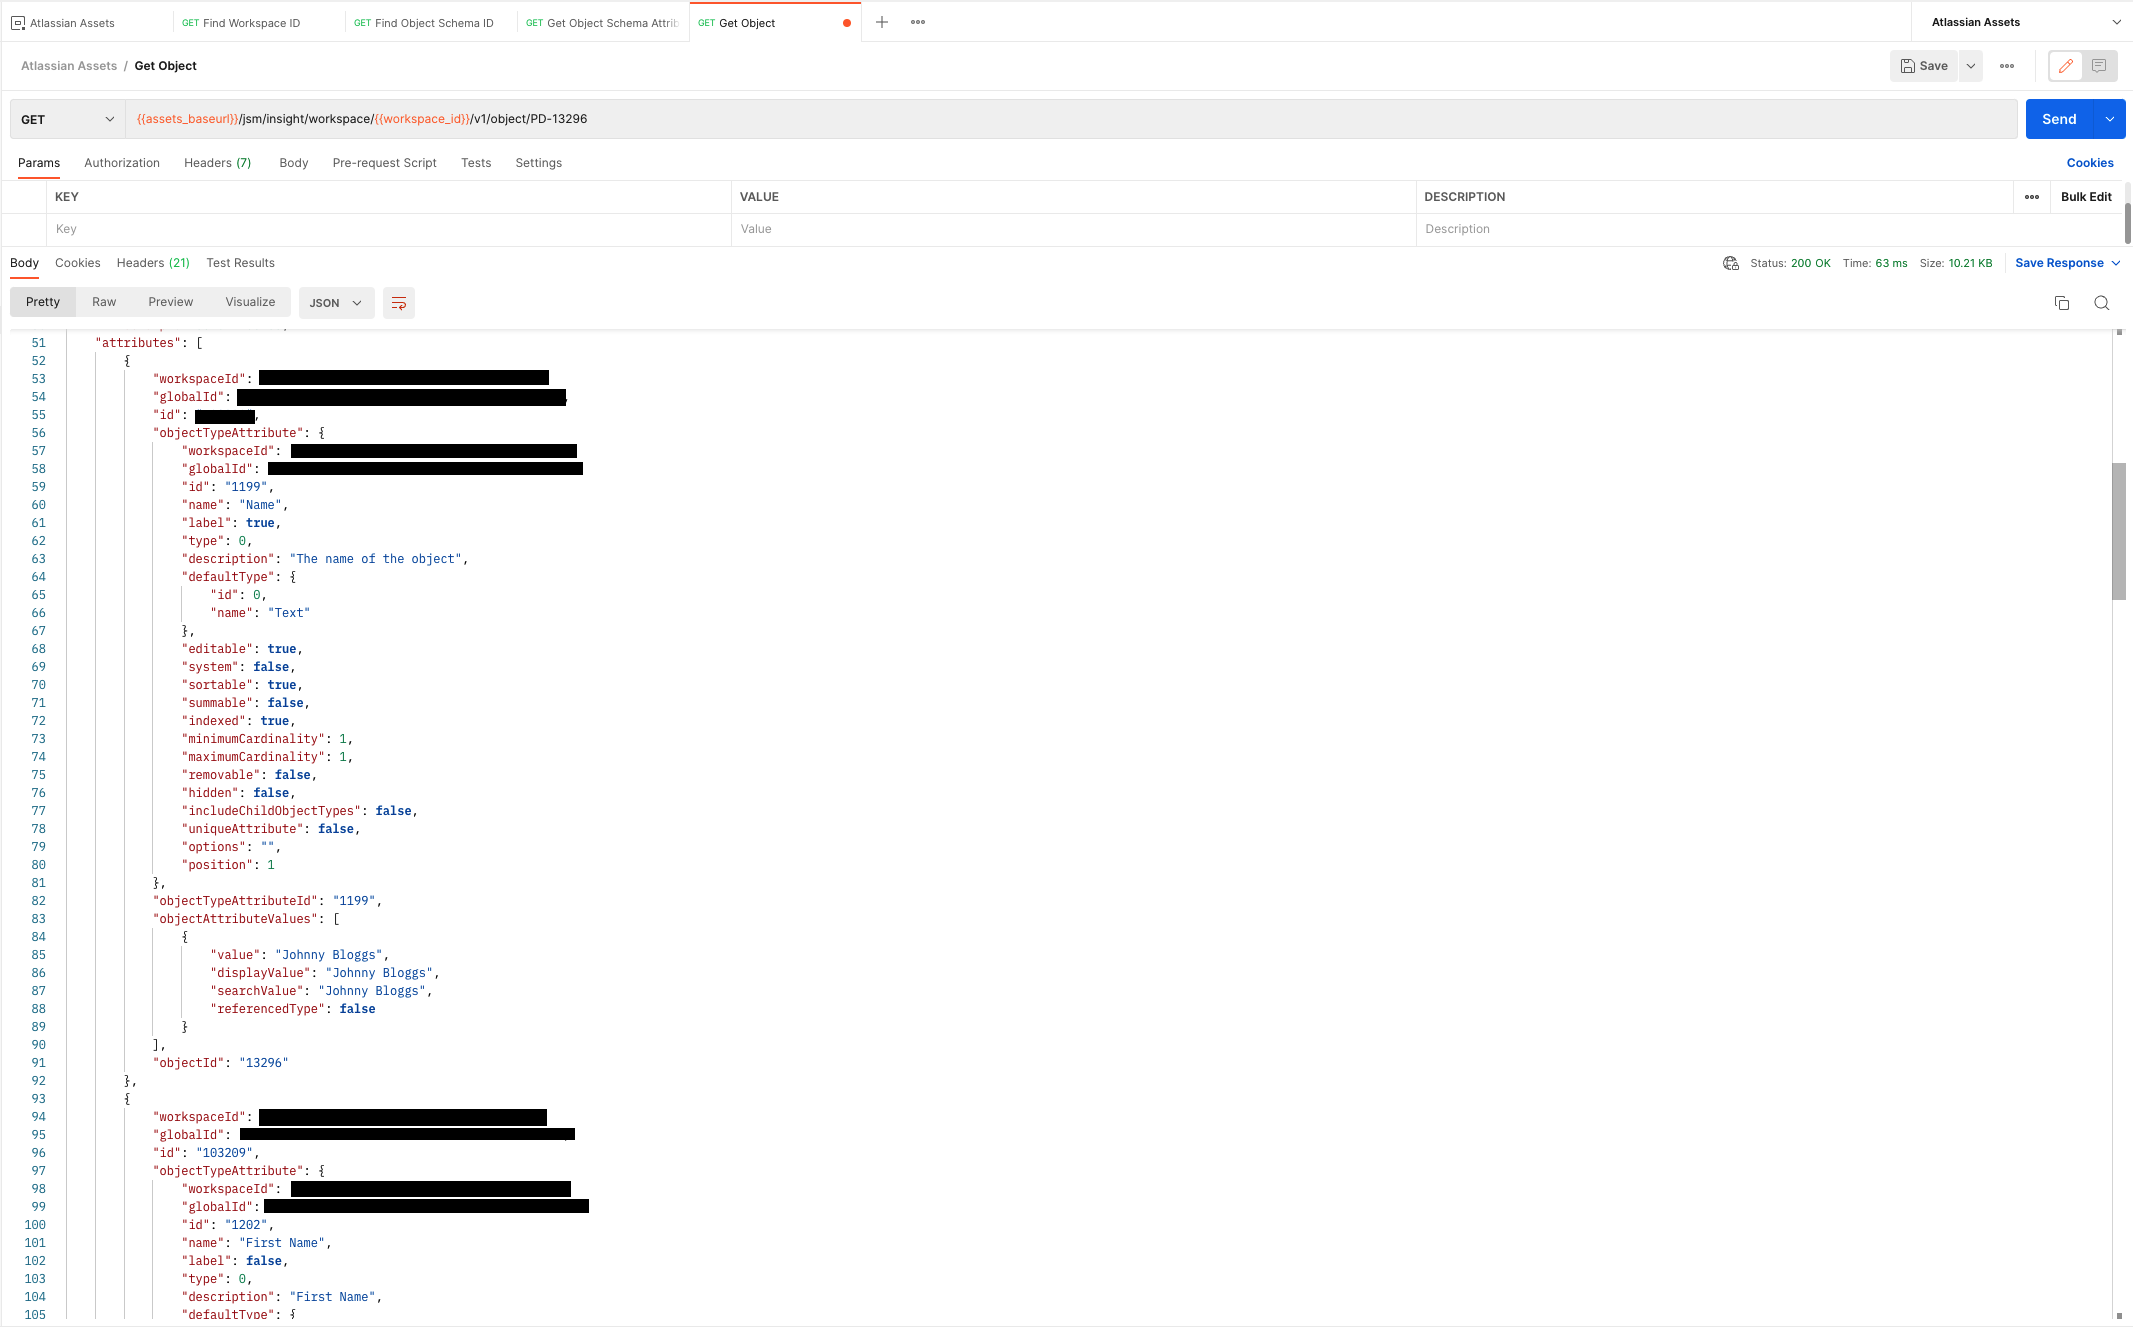 Atlassian Assets
GET Find Workspace ID
GET Find Object Schema ID
GET Get Object Schema Attrib
GET Get Object
Atlassian Assets
Atlassian Assets / Get Object
Save
GET
{{assets_baseurl}}/jsm/insight/workspace/{{workspace_id}}/v1/object/PD-13296
Send
Params Authorization Headers (7) Body Pre-request Script Tests Settings
Cookies
KEY VALUE DESCRIPTION Bulk Edit
Key Value Description
Body Cookies Headers (21) Test Results
Status: 200 OK Time: 63 ms Size: 10.21 KB Save Response
Pretty Raw Preview Visualize JSON
51 "attributes": [
52 {
53 "workspaceId":
54 "globalId":
55 "id": ,
56 "objectTypeAttribute": {
57 "workspaceId":
58 "globalId":
59 "id": "1199",
60 "name": "Name",
61 "label": true,
62 "type": 0,
63 "description": "The name of the object",
64 "defaultType": {
65 "id": 0,
66 "name": "Text"
67 },
68 "editable": true,
69 "system": false,
70 "sortable": true,
71 "summable": false,
72 "indexed": true,
73 "minimumCardinality": 1,
74 "maximumCardinality": 1,
75 "removable": false,
76 "hidden": false,
77 "includeChildObjectTypes": false,
78 "uniqueAttribute": false,
79 "options": "",
80 "position": 1
81 },
82 "objectTypeAttributeId": "1199",
83 "objectAttributeValues": [
84 {
85 "value": "Johnny Bloggs",
86 "displayValue": "Johnny Bloggs",
87 "searchValue": "Johnny Bloggs",
88 "referencedType": false
89 }
90 ],
91 "objectId": "13296"
92 },
93 {
94 "workspaceId":
95 "globalId":
96 "id": "103209",
97 "objectTypeAttribute": {
98 "workspaceId":
99 "globalId":
100 "id": "1202",
101 "name": "First Name",
102 "label": false,
103 "type": 0,
104 "description": "First Name",
105 "defaultType": {